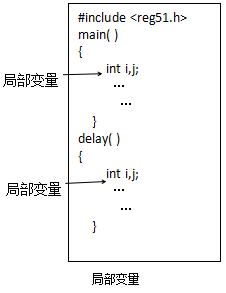 #include <reg51.h>
main( )
{
局部变量 int i,j;
...
...
}
delay( )
{
局部变量 int i,j;
...
...
}
局部变量